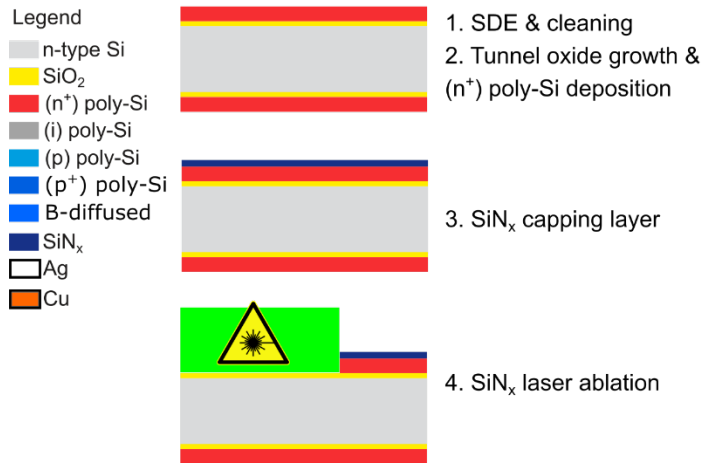 Legend
n-type Si
SiO₂
(n⁺) poly-Si
(i) poly-Si
(p) poly-Si
(p⁺) poly-Si
B-diffused
SiNₓ
Ag
Cu
1. SDE & cleaning
2. Tunnel oxide growth &
(n⁺) poly-Si deposition
3. SiNₓ capping layer
4. SiNₓ laser ablation